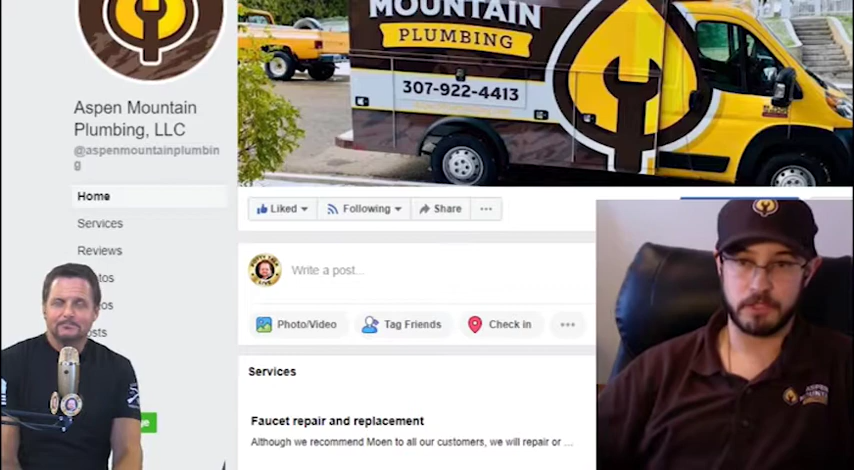 MOUNTAIN
PLUMBING
307-922-4413
Aspen Mountain
Plumbing, LLC
@aspenmountainplumbin
g
Home
Services
Reviews
Liked
Following
Share
Write a post...
Photo/Video
Tag Friends
Check in
Services
Faucet repair and replacement
Although we recommend Moen to all our customers, we will repair or ...
ASPEN
MOUNTAIN